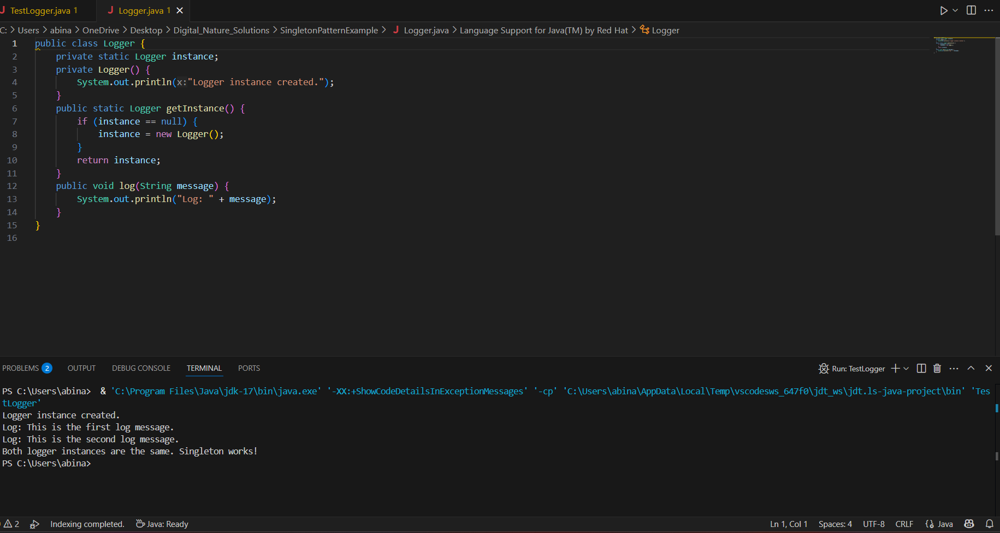 TestLogger.java 1
Logger.java 1
C: > Users > abina > OneDrive > Desktop > Digital_Nature_Solutions > SingletonPatternExample > Logger.java > Language Support for Java(TM) by Red Hat > Logger
1 public class Logger {
2     private static Logger instance;
3     private Logger() {
4         System.out.println(x:"Logger instance created.");
5     }
6     public static Logger getInstance() {
7         if (instance == null) {
8             instance = new Logger();
9         }
10         return instance;
11     }
12     public void log(String message) {
13         System.out.println("Log: " + message);
14     }
15 }
16
PROBLEMS 2 OUTPUT DEBUG CONSOLE TERMINAL PORTS Run: TestLogger
PS C:\Users\abina>  & 'C:\Program Files\Java\jdk-17\bin\java.exe' '-XX:+ShowCodeDetailsInExceptionMessages' '-cp' 'C:\Users\abina\AppData\Local\Temp\vscodesws_647f0\jdt_ws\jdt.ls-java-project\bin' 'Tes
tLogger'
Logger instance created.
Log: This is the first log message.
Log: This is the second log message.
Both logger instances are the same. Singleton works!
PS C:\Users\abina>
2 Indexing completed. Java: Ready Ln 1, Col 1 Spaces: 4 UTF-8 CRLF Java